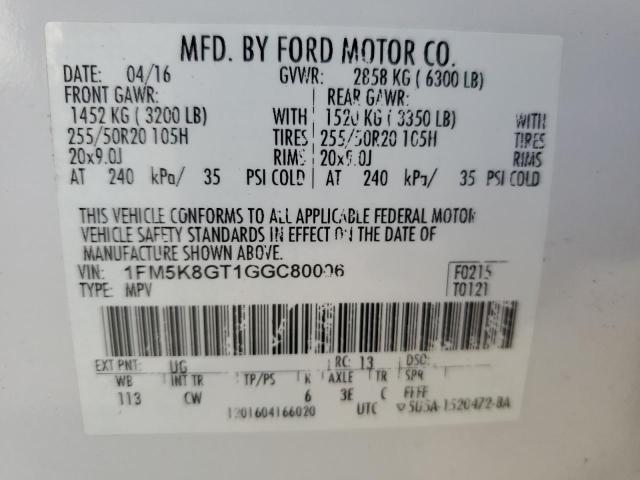 MFD. BY FORD MOTOR CO.
DATE: 04/16 GVWR: 2858 KG ( 6300 LB)
FRONT GAWR: REAR GAWR:
1452 KG ( 3200 LB) WITH 1520 KG ( 3350 LB) WITH
255/50R20 105H TIRES 255/50R20 105H TIRES
20x9.0J RIMS 20x9.0J RIMS
AT 240 kPa/ 35 PSI COLD AT 240 kPa/ 35 PSI COLD
THIS VEHICLE CONFORMS TO ALL APPLICABLE FEDERAL MOTOR
VEHICLE SAFETY STANDARDS IN EFFECT ON THE DATE OF
MANUFACTURE SHOWN ABOVE.
VIN: 1FM5K8GT1GGC80006 F0215
TYPE: MPV T0121
EXT PNT: UG RC: 13 DSO:
WB INT TR TP/PS R AXLE TR SPR
113 CW 6 3E C FFFF
1201604166020 UTC 5U5A-1520472-BA